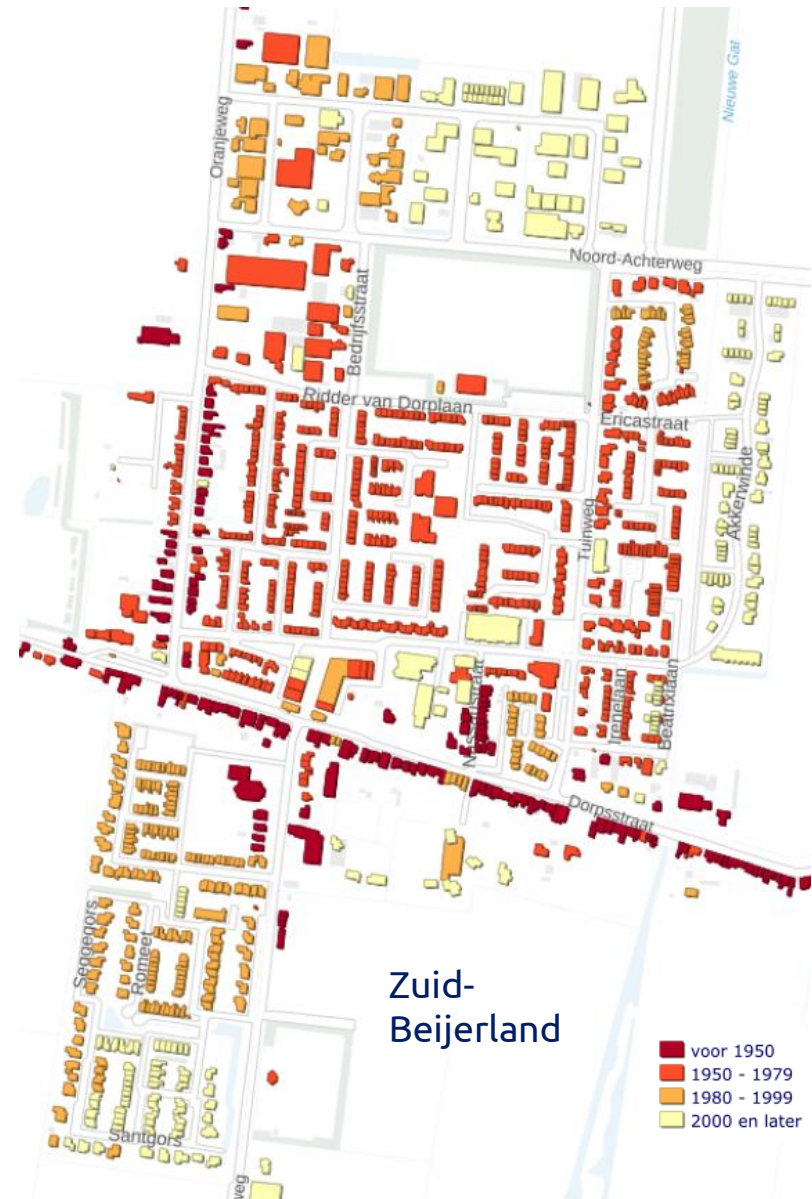 Nieuwe Gat
Oranjeweg
Noord-Achterweg
Bedrijfsstraat
Ridder van Dorplaan
Ericastraat
Akkerwinde
Tuinweg
Irenelaan
Beatrixlaan
Dorpsstraat
Seggegors
Romeet
Zuid-
Beijerland
voor 1950
1950 - 1979
1980 - 1999
2000 en later
Santgors
weg